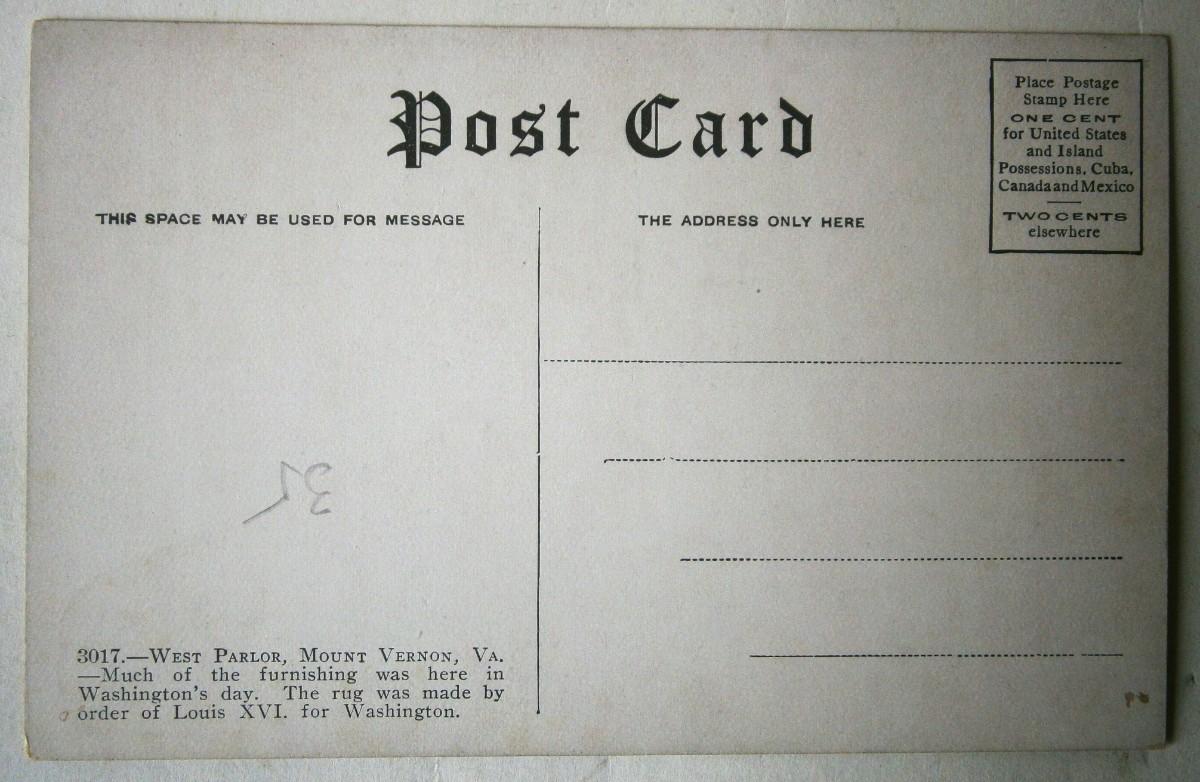 Post Card
Place Postage
Stamp Here
ONE CENT
for United States
and Island
Possessions, Cuba,
Canada and Mexico
TWO CENTS
elsewhere
THIS SPACE MAY BE USED FOR MESSAGE
THE ADDRESS ONLY HERE
35
3017.—WEST PARLOR, MOUNT VERNON, VA.
—Much of the furnishing was here in
Washington's day. The rug was made by
order of Louis XVI. for Washington.